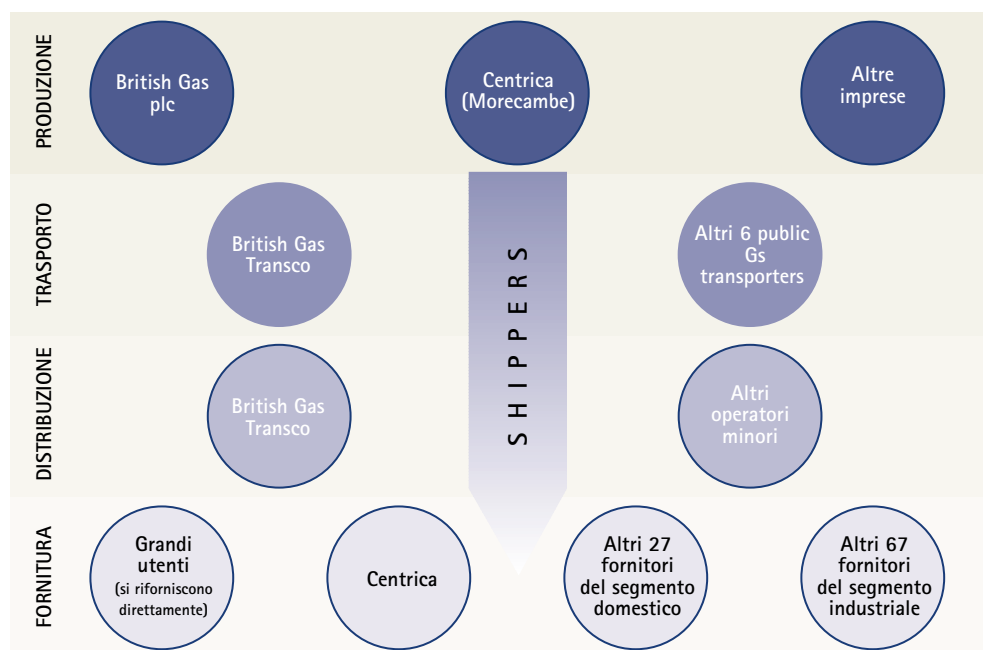 PRODUZIONE
British Gas
plc
Centrica
(Morecambe)
Altre
imprese
TRASPORTO
British Gas
Transco
SHIPPERS
Altri 6 public
Gs
transporters
DISTRIBUZIONE
British Gas
Transco
Altri
operatori
minori
FORNITURA
Grandi
utenti
(si riforniscono
direttamente)
Centrica
Altri 27
fornitori
del segmento
domestico
Altri 67
fornitori
del segmento
industriale